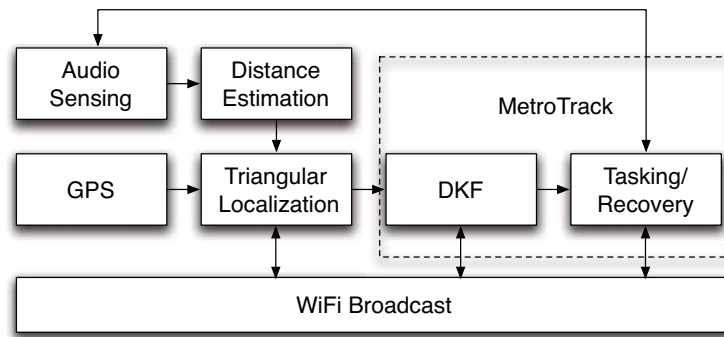 Audio
Sensing
Distance
Estimation
MetroTrack
GPS
Triangular
Localization
DKF
Tasking/
Recovery
WiFi Broadcast